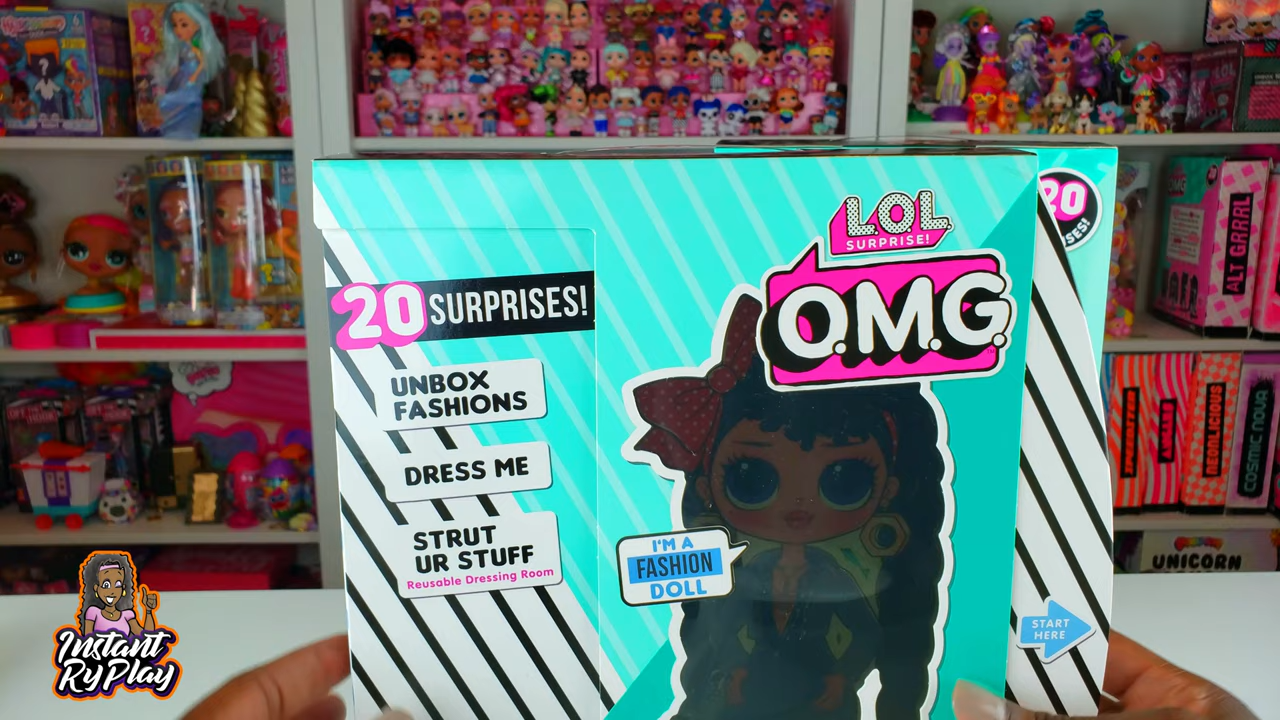 L.O.L
SURPRISE!
O.M.G.
20 SURPRISES!
UNBOX
FASHIONS
DRESS ME
STRUT
UR STUFF
Reusable Dressing Room
I'M A
FASHION
DOLL
START
HERE
20
ALT GRRRL
NEONLICIOUS
COSMIC NOVA
UNICORN
Instant
RyPlay